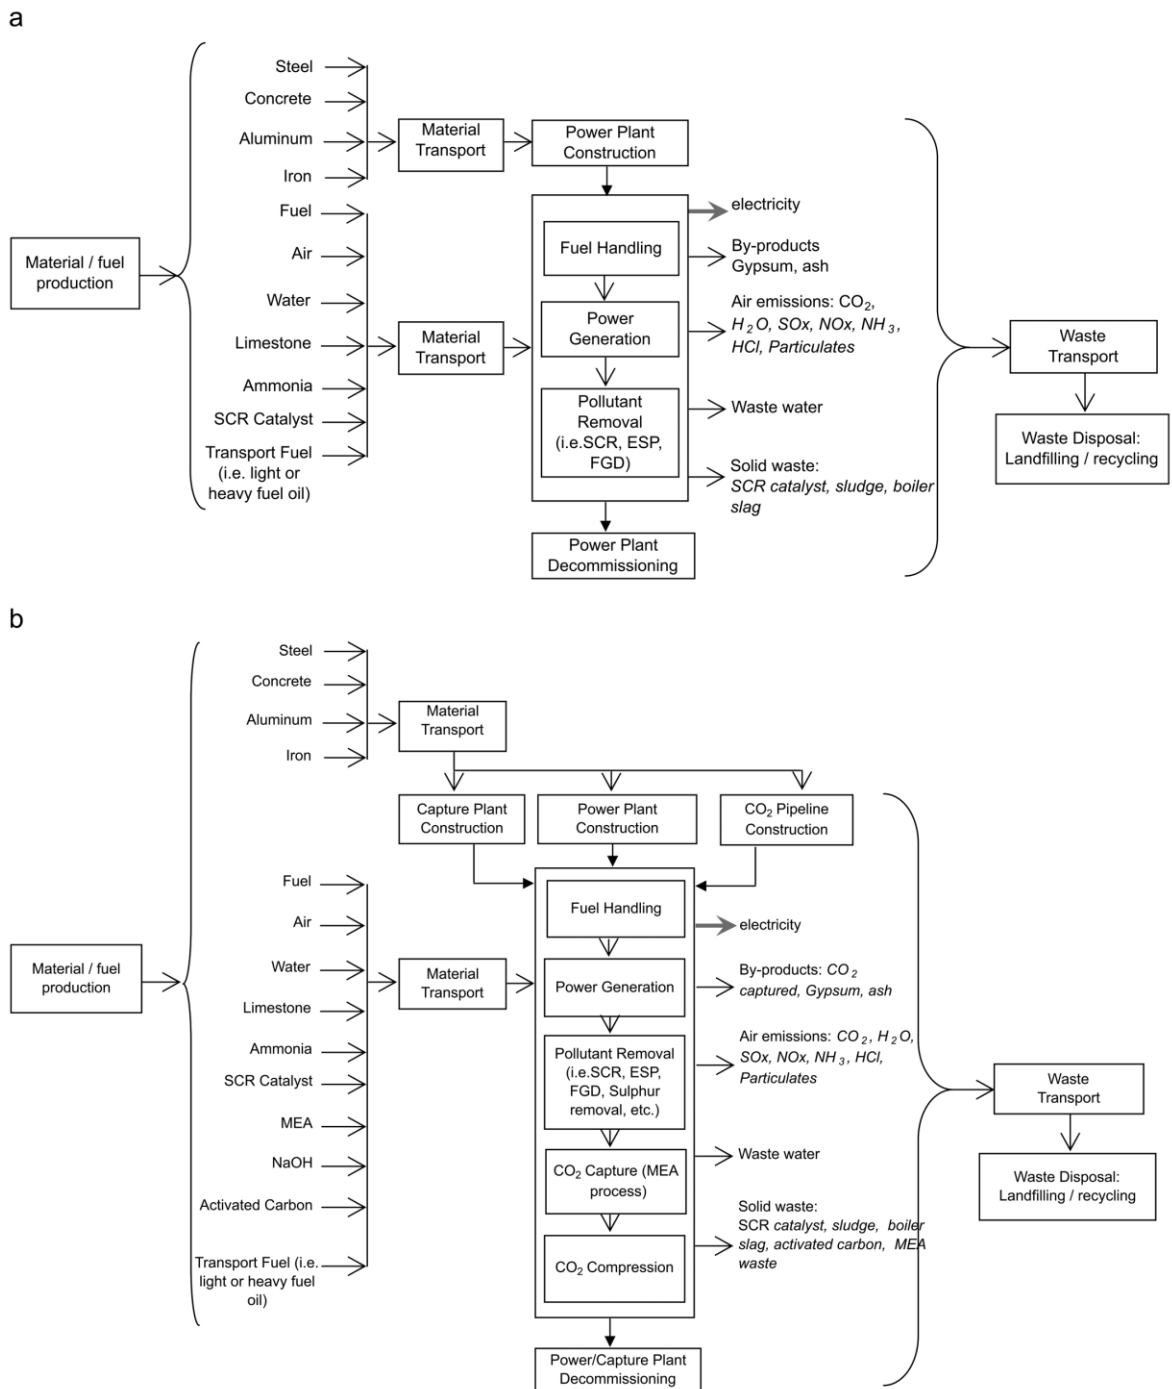 a
Steel
Concrete
Aluminum
Iron
Fuel
Air
Water
Limestone
Ammonia
SCR Catalyst
Transport Fuel
(i.e. light or
heavy fuel oil)
Material / fuel
production
Material
Transport
Material
Transport
Power Plant
Construction
Fuel Handling
Power
Generation
Pollutant
Removal
(i.e.SCR, ESP,
FGD)
Power Plant
Decommissioning
electricity
By-products
Gypsum, ash
Air emissions: CO₂,
H₂O, SOx, NOx, NH₃,
HCl, Particulates
Waste water
Solid waste:
SCR catalyst, sludge, boiler
slag
Waste
Transport
Waste Disposal:
Landfilling / recycling
b
Steel
Concrete
Aluminum
Iron
Material
Transport
Capture Plant
Construction
Power Plant
Construction
CO₂ Pipeline
Construction
Fuel
Air
Water
Limestone
Ammonia
SCR Catalyst
MEA
NaOH
Activated Carbon
Transport Fuel (i.e.
light or heavy fuel
oil)
Material / fuel
production
Material
Transport
Fuel Handling
Power Generation
Pollutant Removal
(i.e.SCR, ESP,
FGD, Sulphur
removal, etc.)
CO₂ Capture (MEA
process)
CO₂ Compression
Power/Capture Plant
Decommissioning
electricity
By-products: CO₂
captured, Gypsum, ash
Air emissions: CO₂, H₂O,
SOx, NOx, NH₃, HCl,
Particulates
Waste water
Solid waste:
SCR catalyst, sludge, boiler
slag, activated carbon, MEA
waste
Waste
Transport
Waste Disposal:
Landfilling / recycling